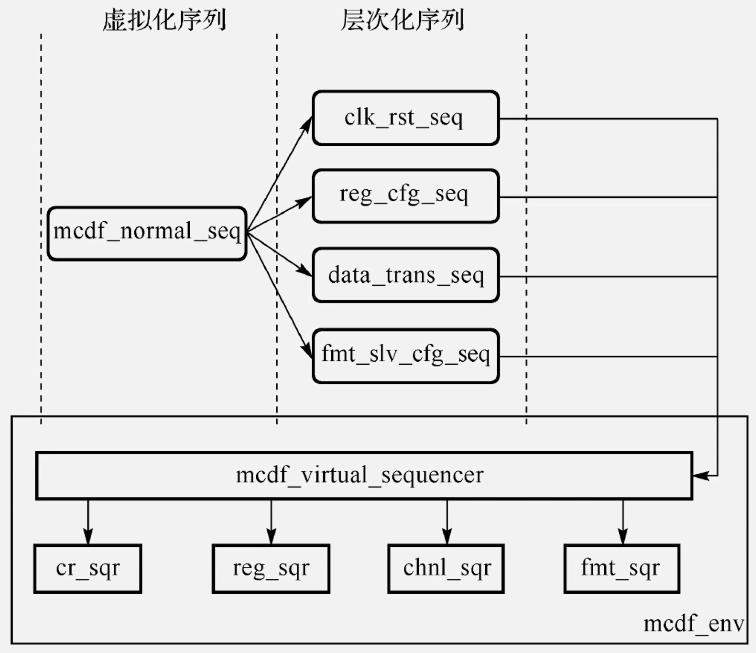 虚拟化序列
层次化序列
clk_rst_seq
reg_cfg_seq
mcdf_normal_seq
data_trans_seq
fmt_slv_cfg_seq
mcdf_virtual_sequencer
cr_sqr
reg_sqr
chnl_sqr
fmt_sqr
mcdf_env